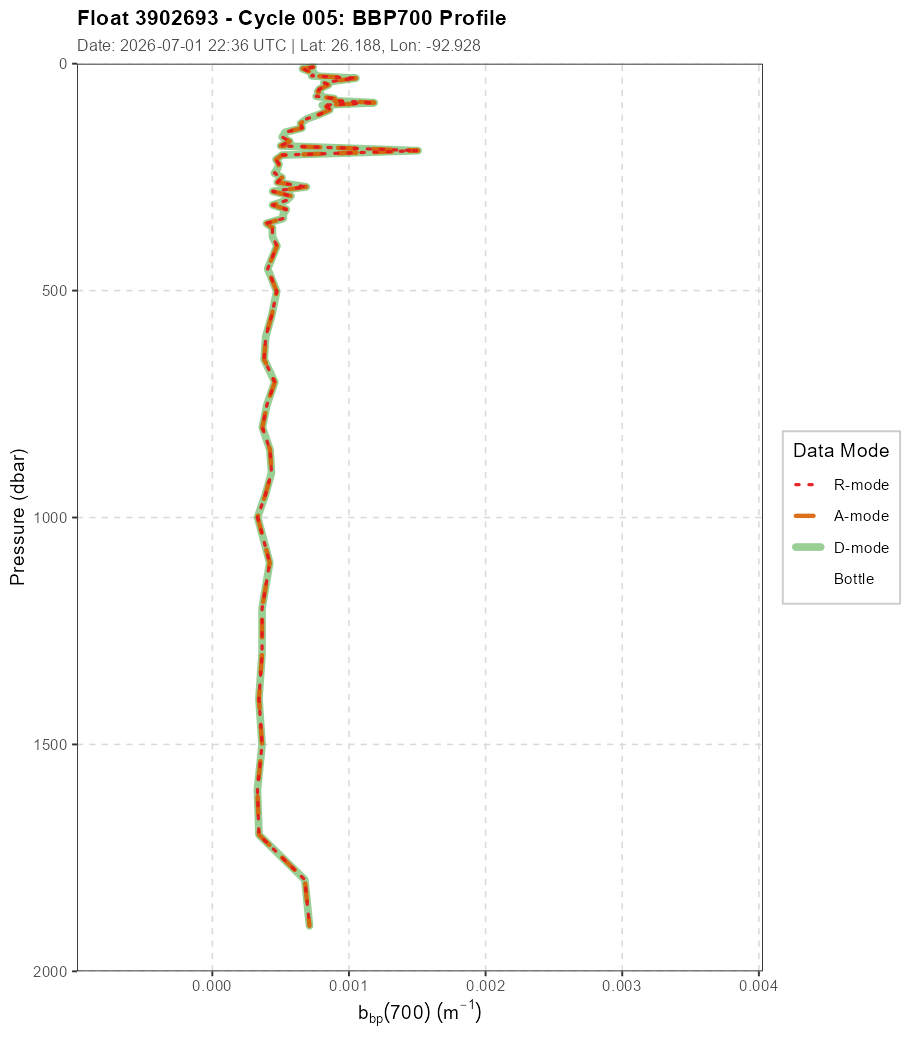 Float 3902693 - Cycle 005: BBP700 Profile
Date: 2026-07-01 22:36 UTC | Lat: 26.188, Lon: -92.928
0
500
1000
1500
2000
Pressure (dbar)
0.000
0.001
0.002
0.003
0.004
b_bp(700) (m⁻¹)
Data Mode
R-mode
A-mode
D-mode
Bottle